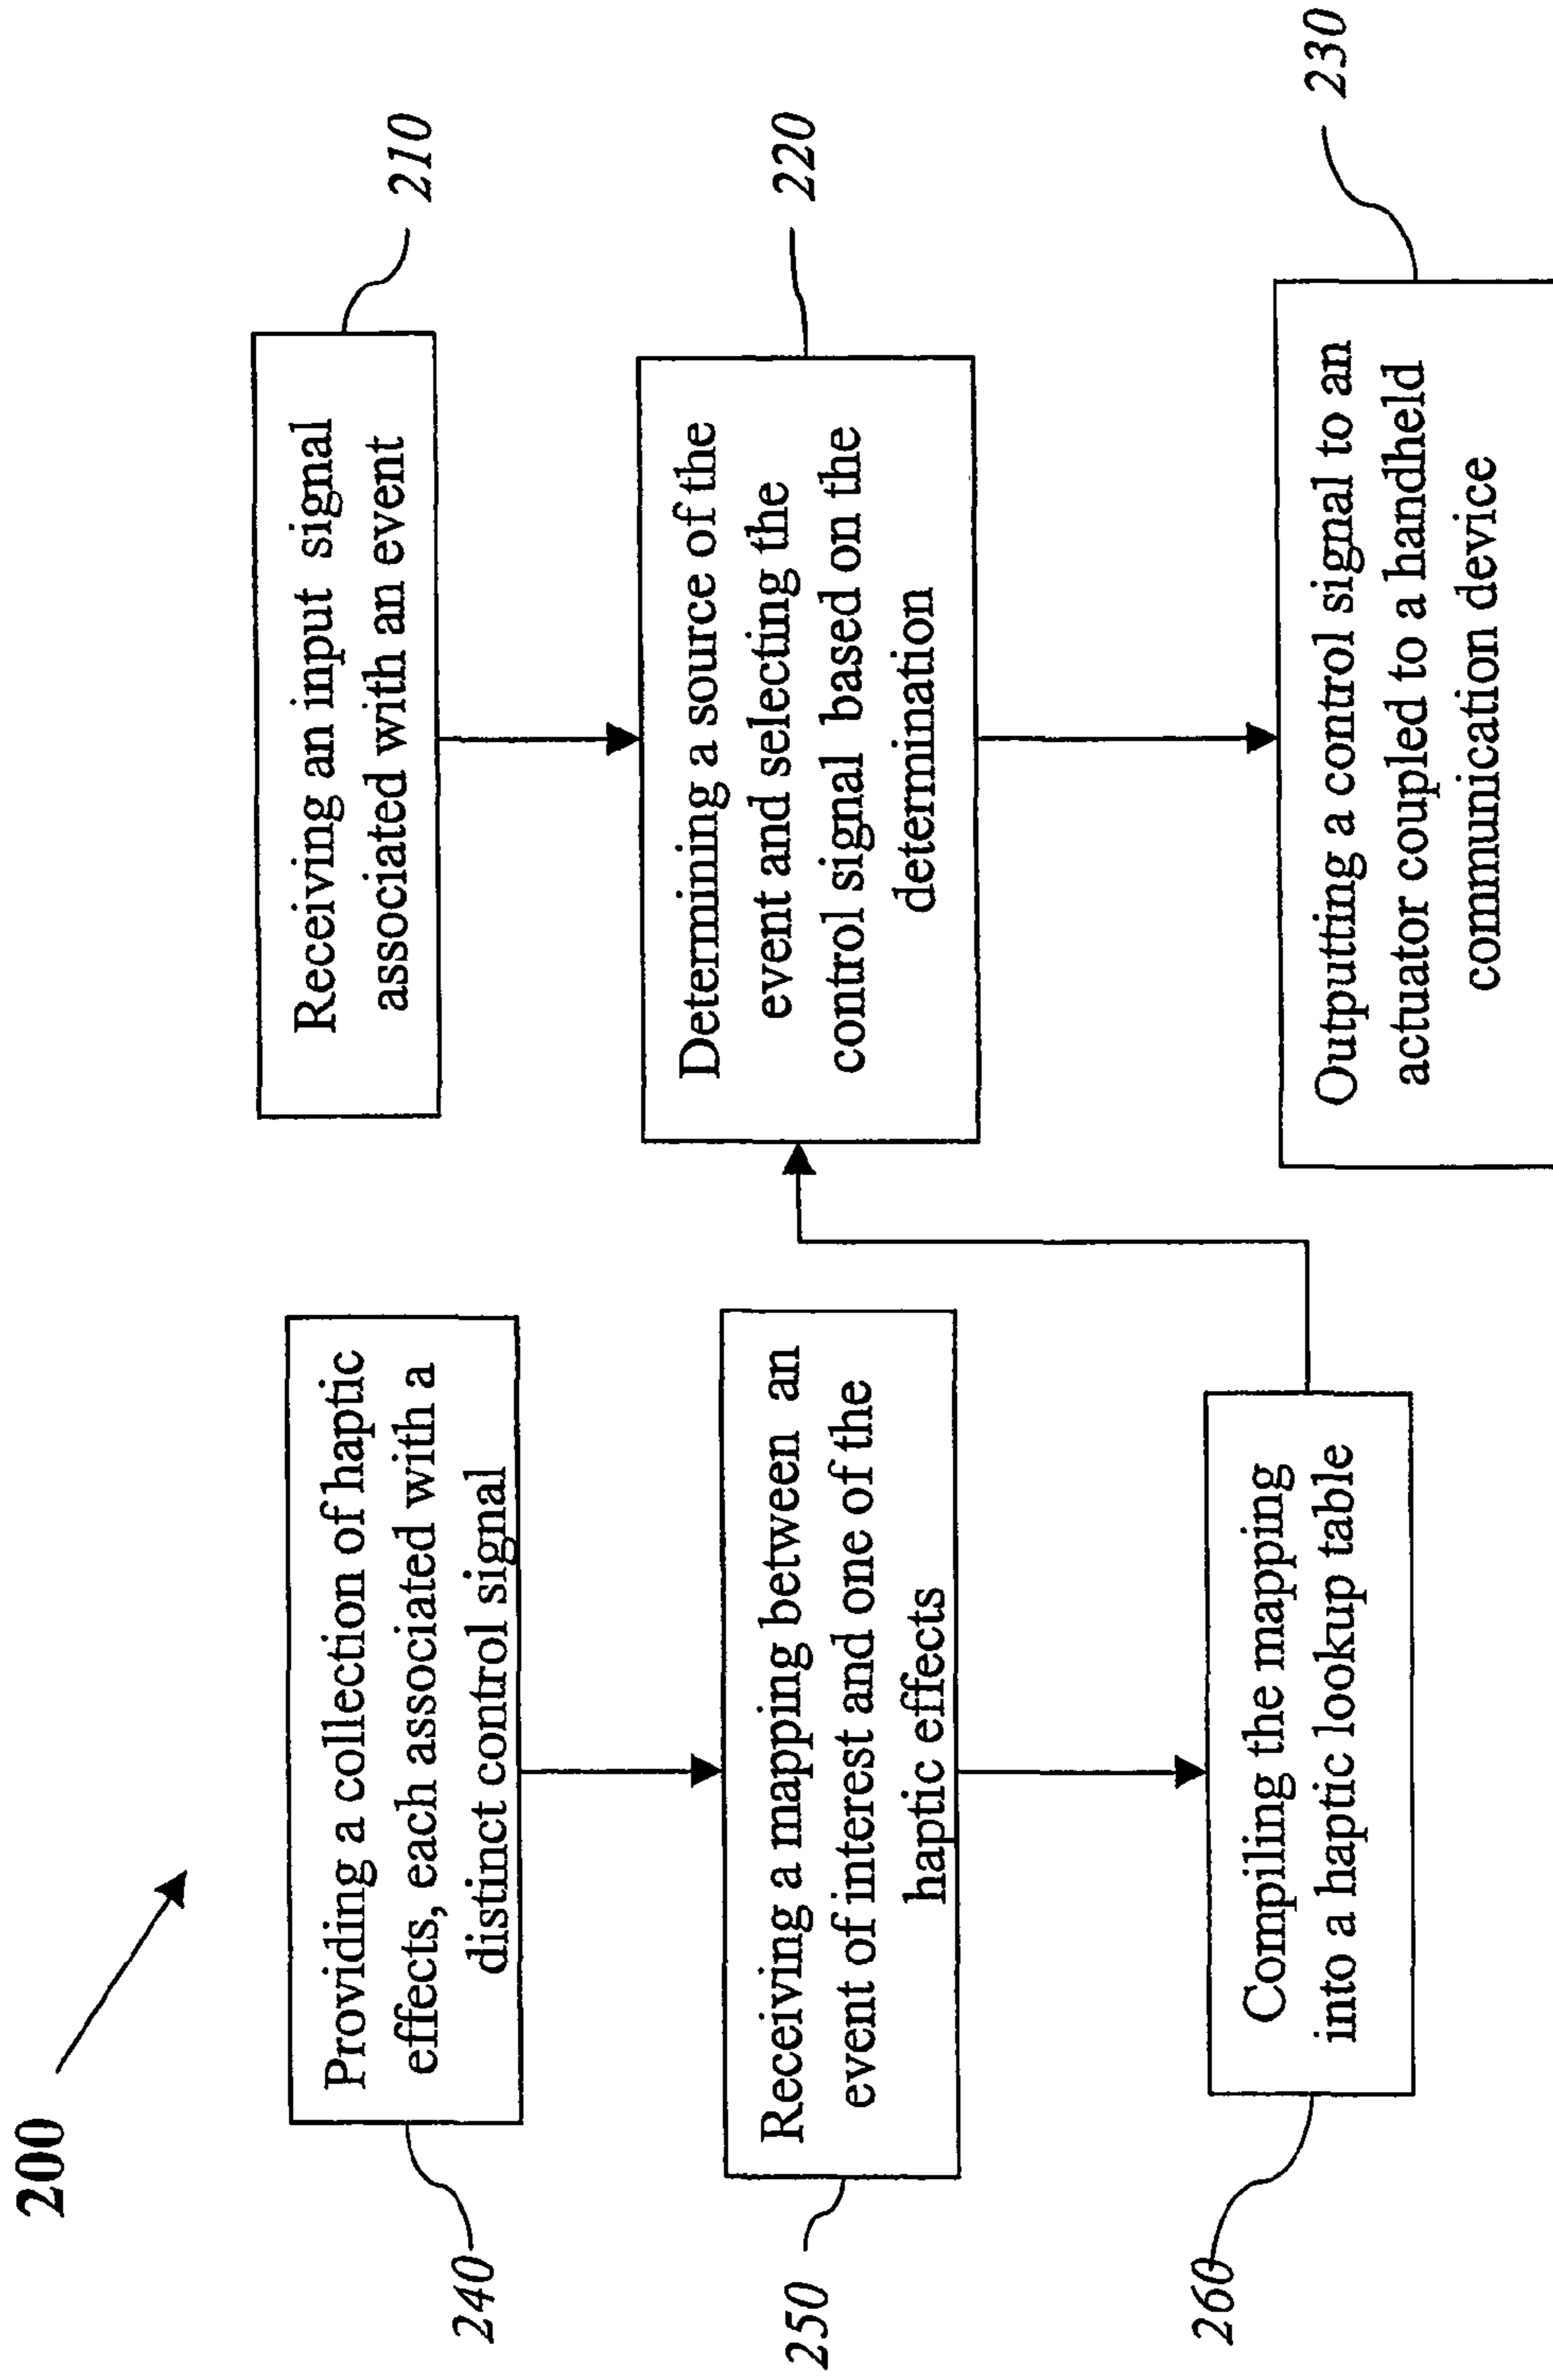 200
240
Providing a collection of haptic
effects, each associated with a
distinct control signal
250
Receiving a mapping between an
event of interest and one of the
haptic effects
260
Compiling the mapping
into a haptic lookup table
Receiving an input signal
associated with an event
210
Determining a source of the
event and selecting the
control signal based on the
determination
220
Outputting a control signal to an
actuator coupled to a handheld
communication device
230